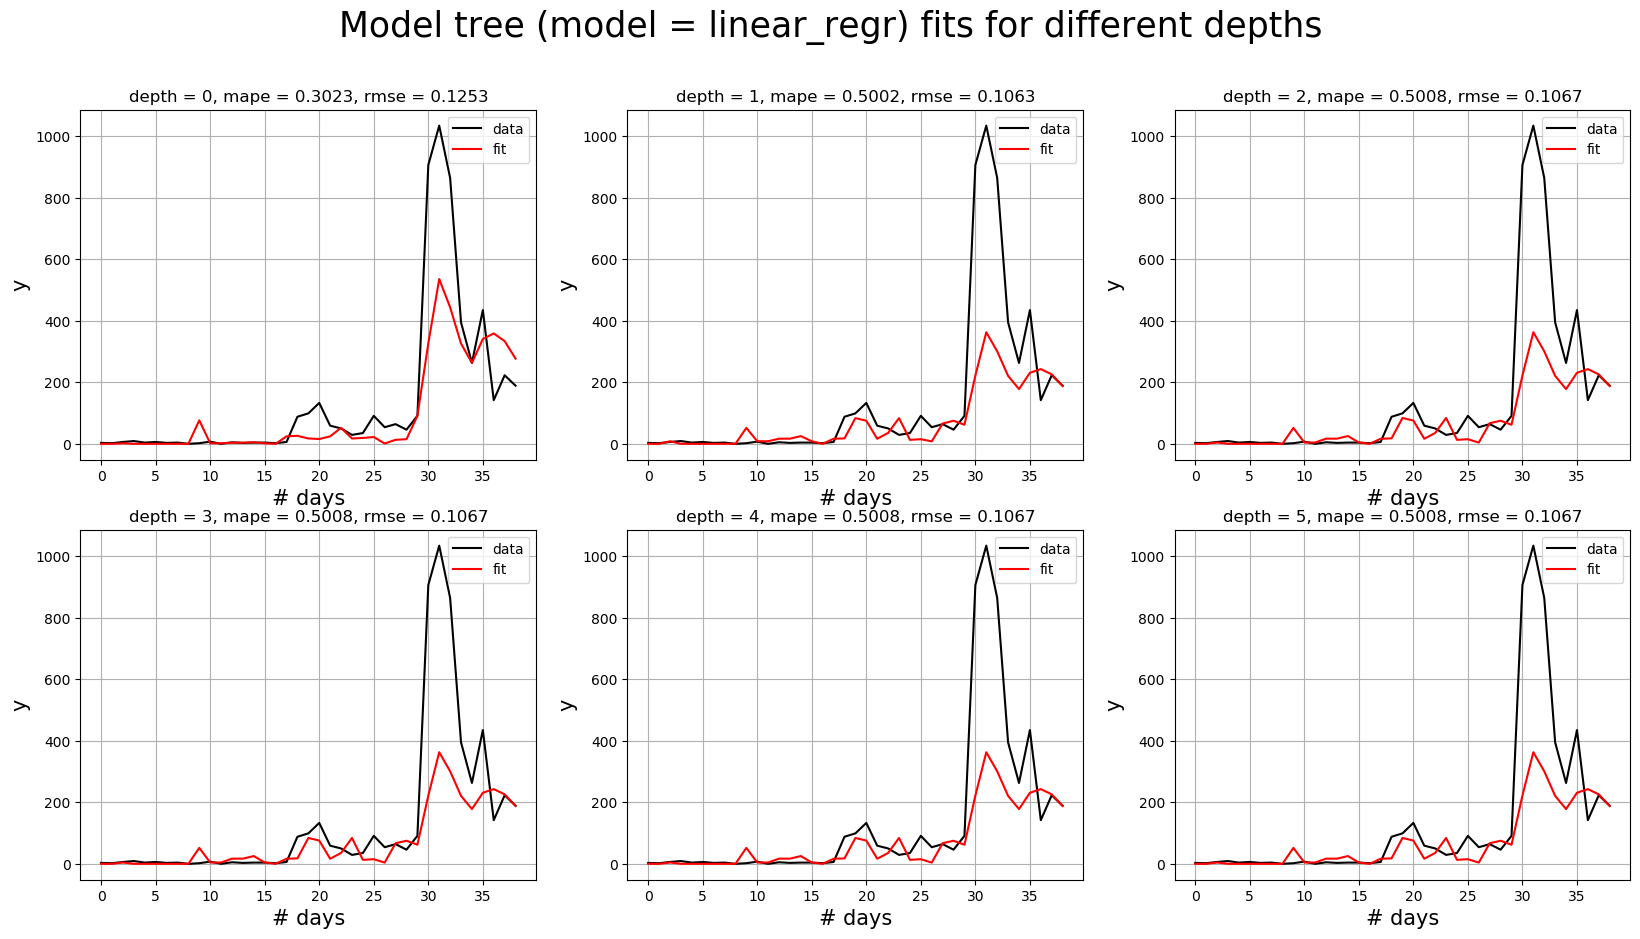 Model tree (model = linear_regr) fits for different depths
depth = 0, mape = 0.3023, rmse = 0.1253
data
fit
y
1000
800
600
400
200
0
0 5 10 15 20 25 30 35
# days
depth = 1, mape = 0.5002, rmse = 0.1063
data
fit
y
1000
800
600
400
200
0
0 5 10 15 20 25 30 35
# days
depth = 2, mape = 0.5008, rmse = 0.1067
data
fit
y
1000
800
600
400
200
0
0 5 10 15 20 25 30 35
# days
depth = 3, mape = 0.5008, rmse = 0.1067
data
fit
y
1000
800
600
400
200
0
0 5 10 15 20 25 30 35
# days
depth = 4, mape = 0.5008, rmse = 0.1067
data
fit
y
1000
800
600
400
200
0
0 5 10 15 20 25 30 35
# days
depth = 5, mape = 0.5008, rmse = 0.1067
data
fit
y
1000
800
600
400
200
0
0 5 10 15 20 25 30 35
# days